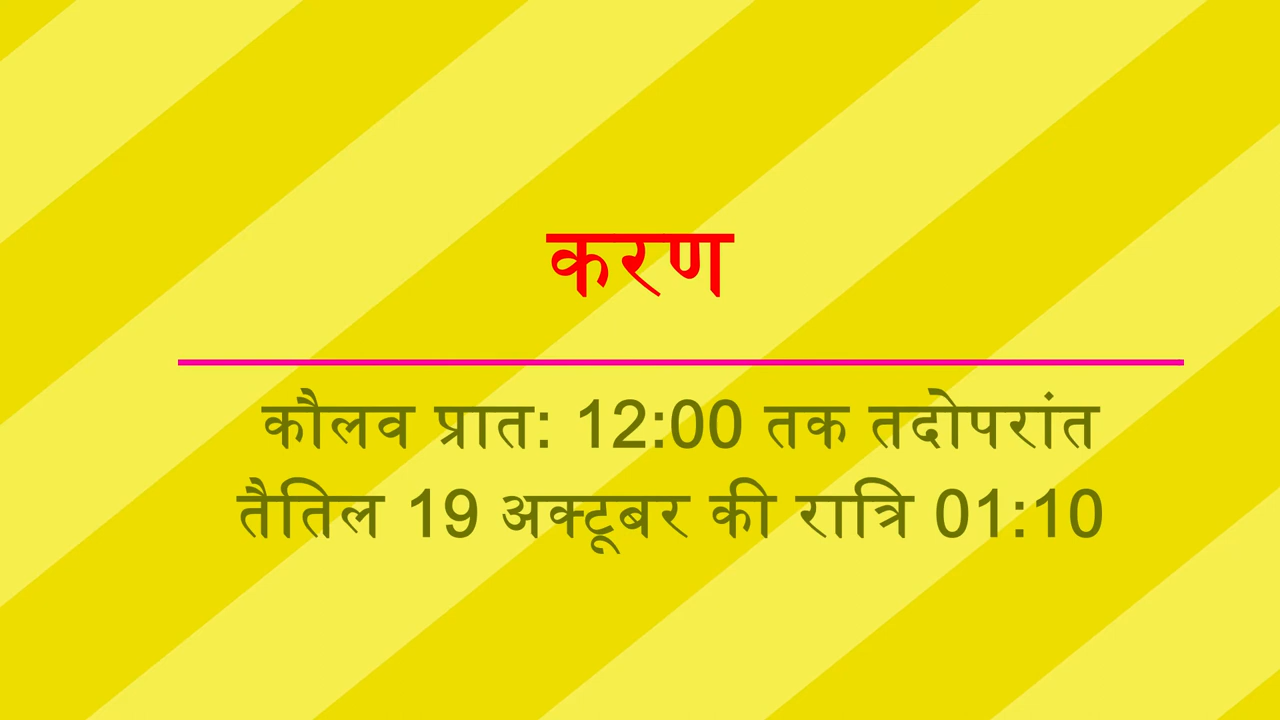 करण
कौलव प्रात: 12:00 तक तदोपरांत
तैतिल 19 अक्टूबर की रात्रि 01:10